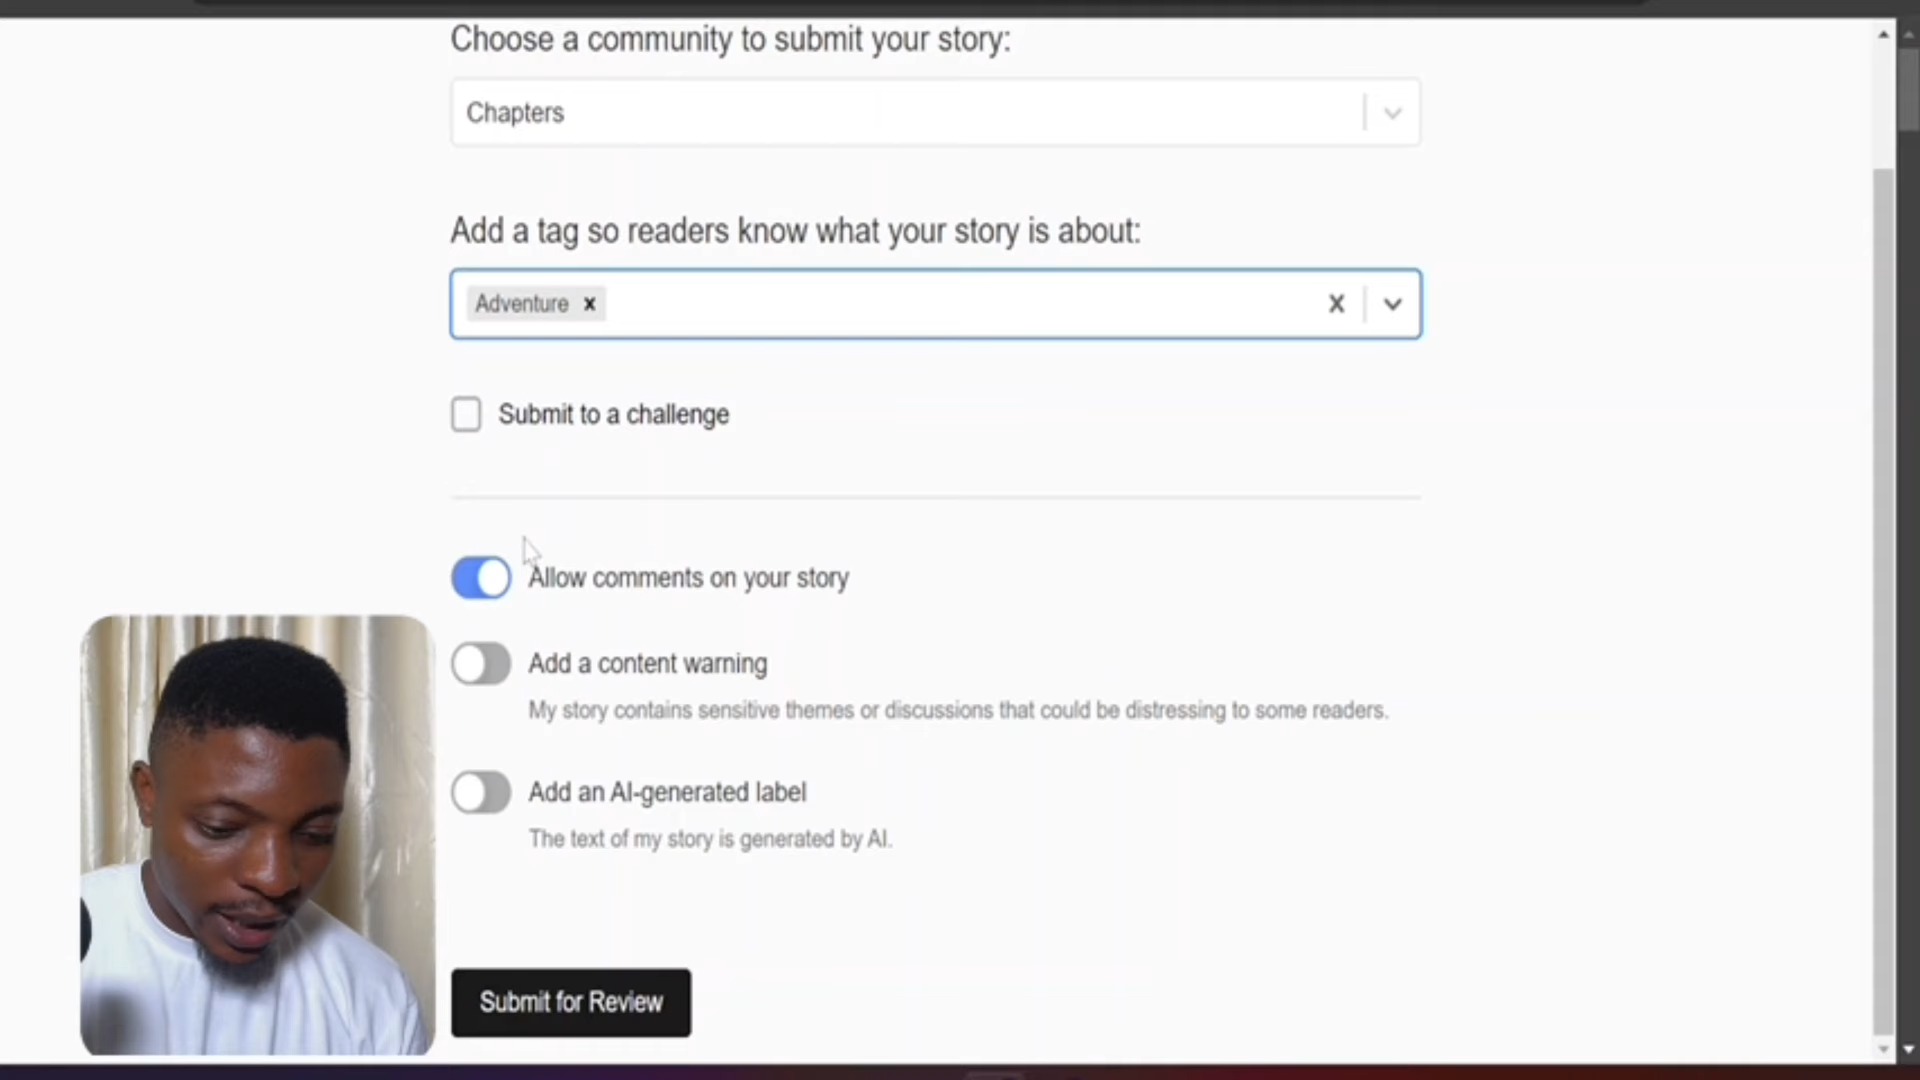 Choose a community to submit your story:
Chapters
Add a tag so readers know what your story is about:
Adventure x
X
Submit to a challenge
Allow comments on your story
Add a content warning
My story contains sensitive themes or discussions that could be distressing to some readers.
Add an AI-generated label
The text of my story is generated by AI.
Submit for Review